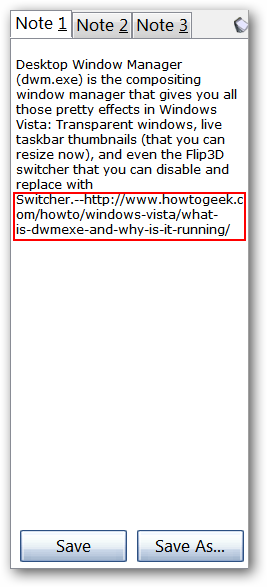 Note 1 Note 2 Note 3
Desktop Window Manager
(dwm.exe) is the compositing
window manager that gives you all
those pretty effects in Windows
Vista: Transparent windows, live
taskbar thumbnails (that you can
resize now), and even the Flip3D
switcher that you can disable and
replace with
Switcher.--http://www.howtogeek.c
om/howto/windows-vista/what-
is-dwmexe-and-why-is-it-running/
Save Save As...